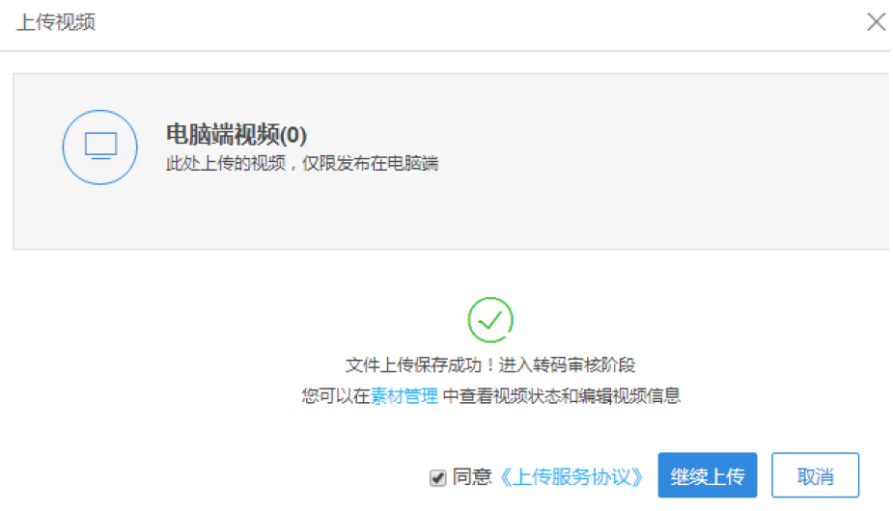 上传视频
电脑端视频(0)
此处上传的视频，仅限发布在电脑端
文件上传保存成功！进入转码审核阶段
您可以在素材管理 中查看视频状态和编辑视频信息
同意《上传服务协议》 继续上传 取消